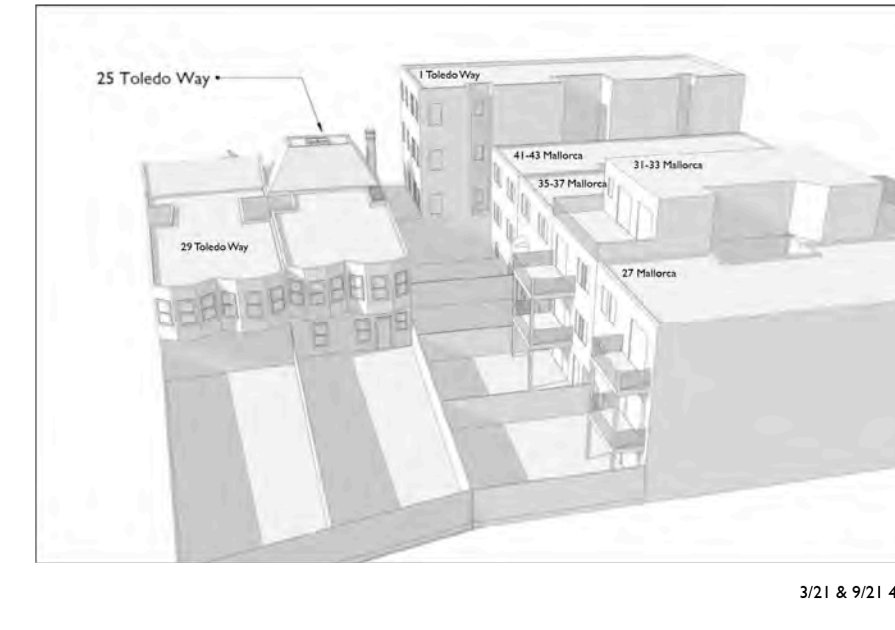 25 Toledo Way
1 Toledo Way
41-43 Mallorca
31-33 Mallorca
35-37 Mallorca
29 Toledo Way
27 Mallorca
3/21 & 9/21 4